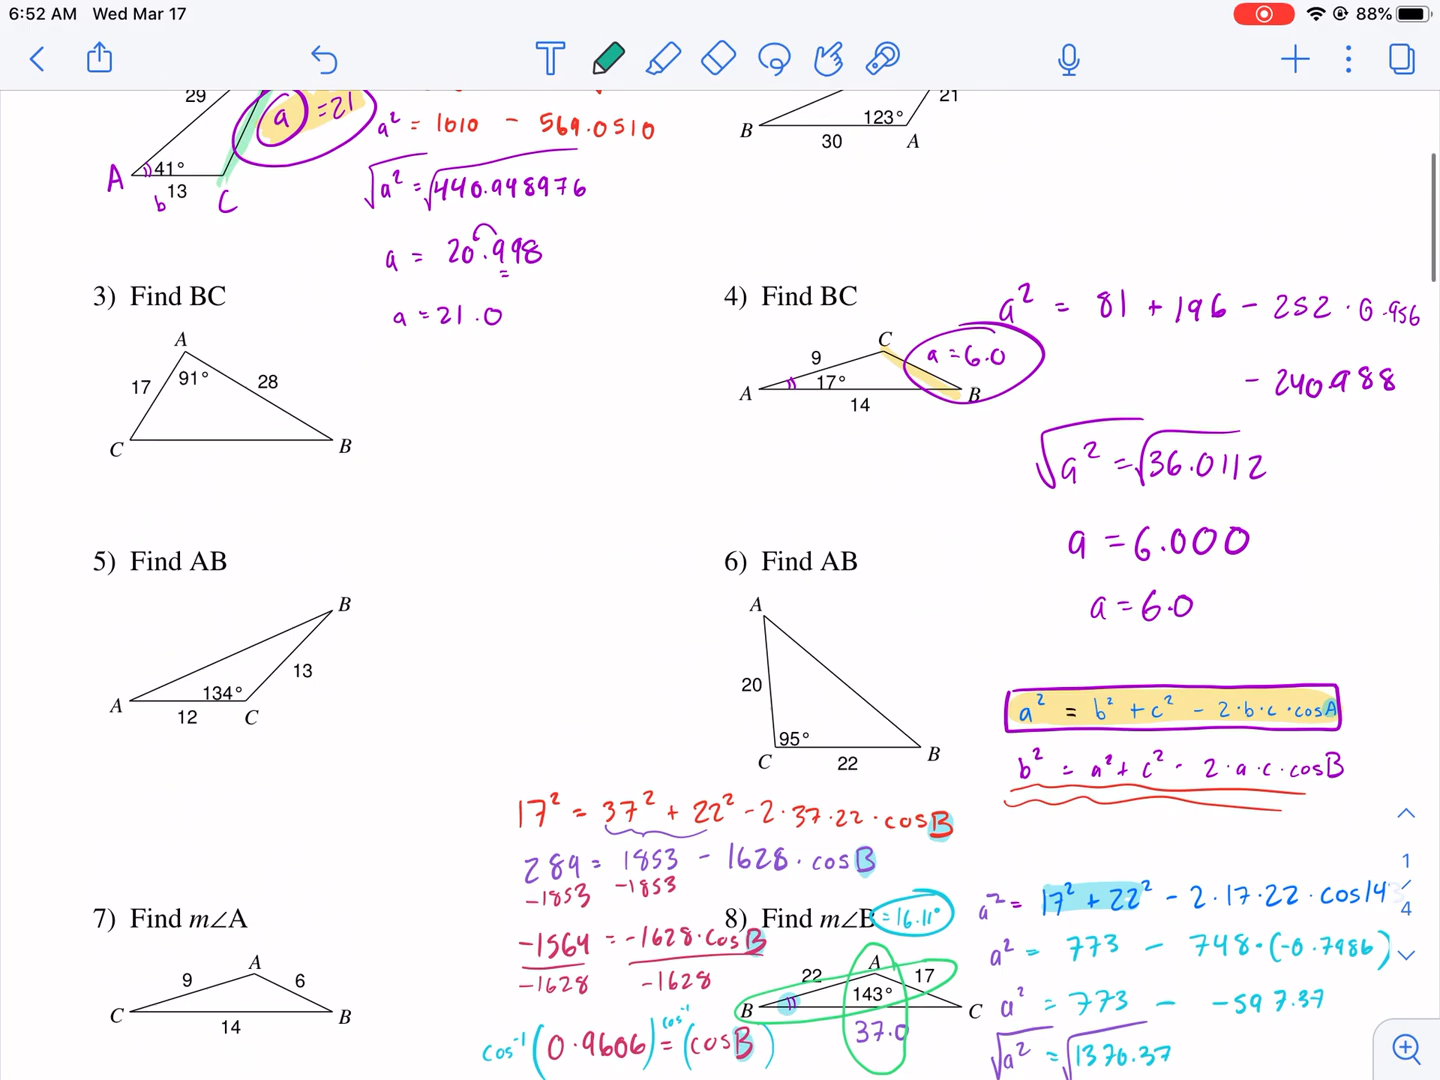 6:52 AM Wed Mar 17
88%
29
a = 21
41°
A
13
b
C
a² = 1010 - 569.0510
√a² = √440.948976
a = 20.998
a = 21.0
21
B
123°
30
A
3) Find BC
A
17
91°
28
C
B
4) Find BC
C
9
a = 6.0
A
17°
B
14
a² = 81 + 196 - 252 · 0.956
- 240.988
√a² = √36.0112
a = 6.000
a = 6.0
5) Find AB
B
13
134°
A
12
C
6) Find AB
A
20
95°
C
22
B
a² = b² + c² - 2·b·c·cosA
b² = a² + c² - 2·a·c·cosB
17² = 37² + 22² - 2·37·22·cosB
289 = 1853 - 1628·cosB
-1853 -1853
-1564 = -1628·cosB
-1628 -1628
cos⁻¹(0.9606) = cos⁻¹(cosB)
7) Find m∠A
A
9
6
C
B
14
8) Find m∠B = 16.11°
A
22
17
143°
B
C
37.0
a² = 17² + 22² - 2·17·22·cos143
a² = 773 - 748·(-0.7986)
a² = 773 - -597.37
√a² = √1370.37
1
4